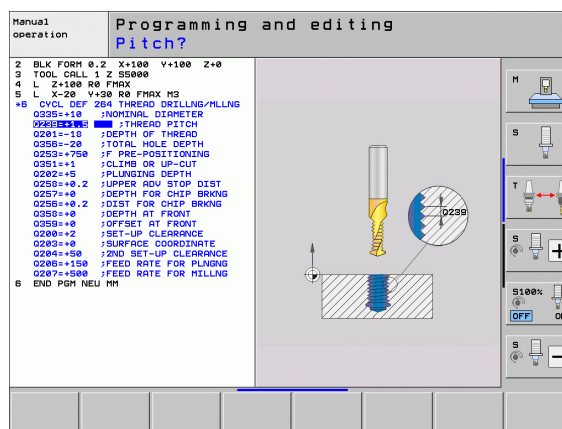 Manual
operation
Programming and editing
Pitch?
2 BLK FORM 0.2 X+100 Y+100 Z+0
3 TOOL CALL 1 Z S5000
4 L Z+100 R0 FMAX
5 L X-20 Y+30 R0 FMAX M3
*6 CYCL DEF 264 THREAD DRILLNG/MLLNG
Q335=+10 ;NOMINAL DIAMETER
Q239=+1.5 ;THREAD PITCH
Q201=-18 ;DEPTH OF THREAD
Q356=-20 ;TOTAL HOLE DEPTH
Q253=+750 ;F PRE-POSITIONING
Q351=+1 ;CLIMB OR UP-CUT
Q202=+5 ;PLUNGING DEPTH
Q258=+0.2 ;UPPER ADV STOP DIST
Q257=+0 ;DEPTH FOR CHIP BRKNG
Q256=+0.2 ;DIST FOR CHIP BRKNG
Q358=+0 ;DEPTH AT FRONT
Q359=+0 ;OFFSET AT FRONT
Q200=+2 ;SET-UP CLEARANCE
Q203=+0 ;SURFACE COORDINATE
Q204=+50 ;2ND SET-UP CLEARANCE
Q206=+150 ;FEED RATE FOR PLNGNG
Q207=+500 ;FEED RATE FOR MILLNG
6 END PGM NEU MM
Q239
M
S
T
S
+
S100%
OFF
S
−